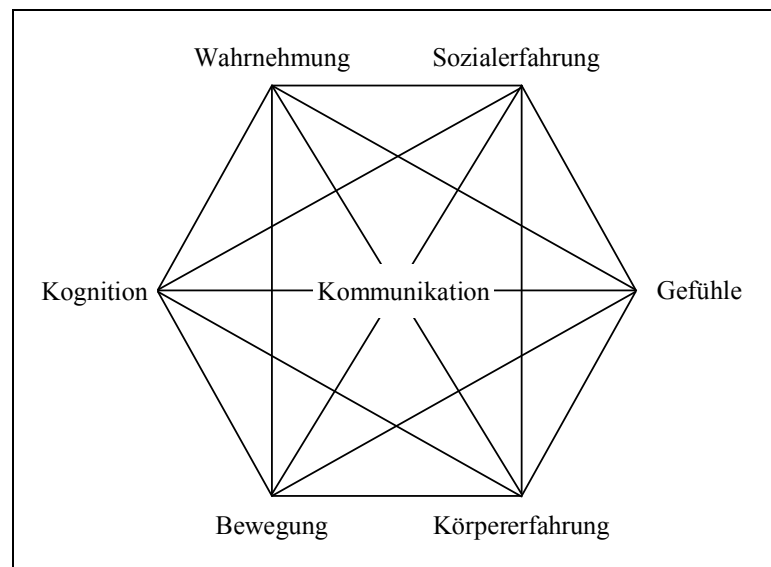 Wahrnehmung Sozialerfahrung
Kognition Kommunikation Gefühle
Bewegung Körpererfahrung